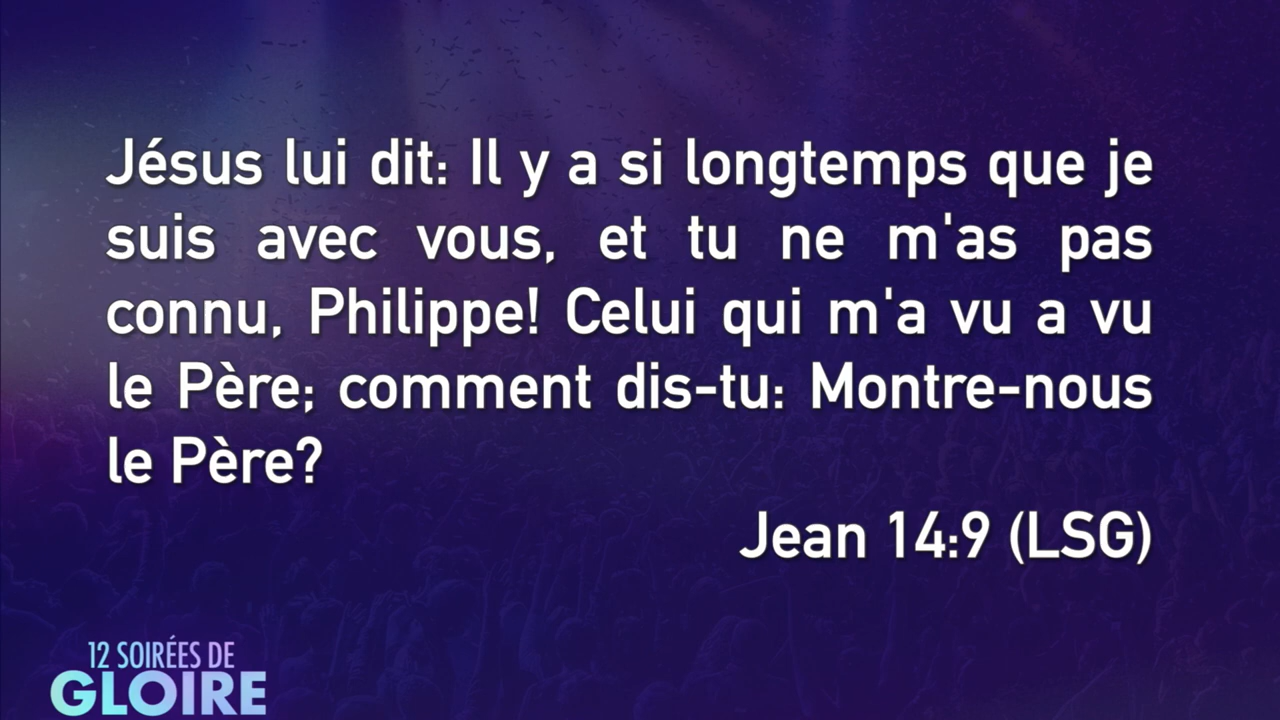 Jésus lui dit: Il y a si longtemps que je
suis avec vous, et tu ne m'as pas
connu, Philippe! Celui qui m'a vu a vu
le Père; comment dis-tu: Montre-nous
le Père?
Jean 14:9 (LSG)
12 SOIRÉES DE
GLOIRE